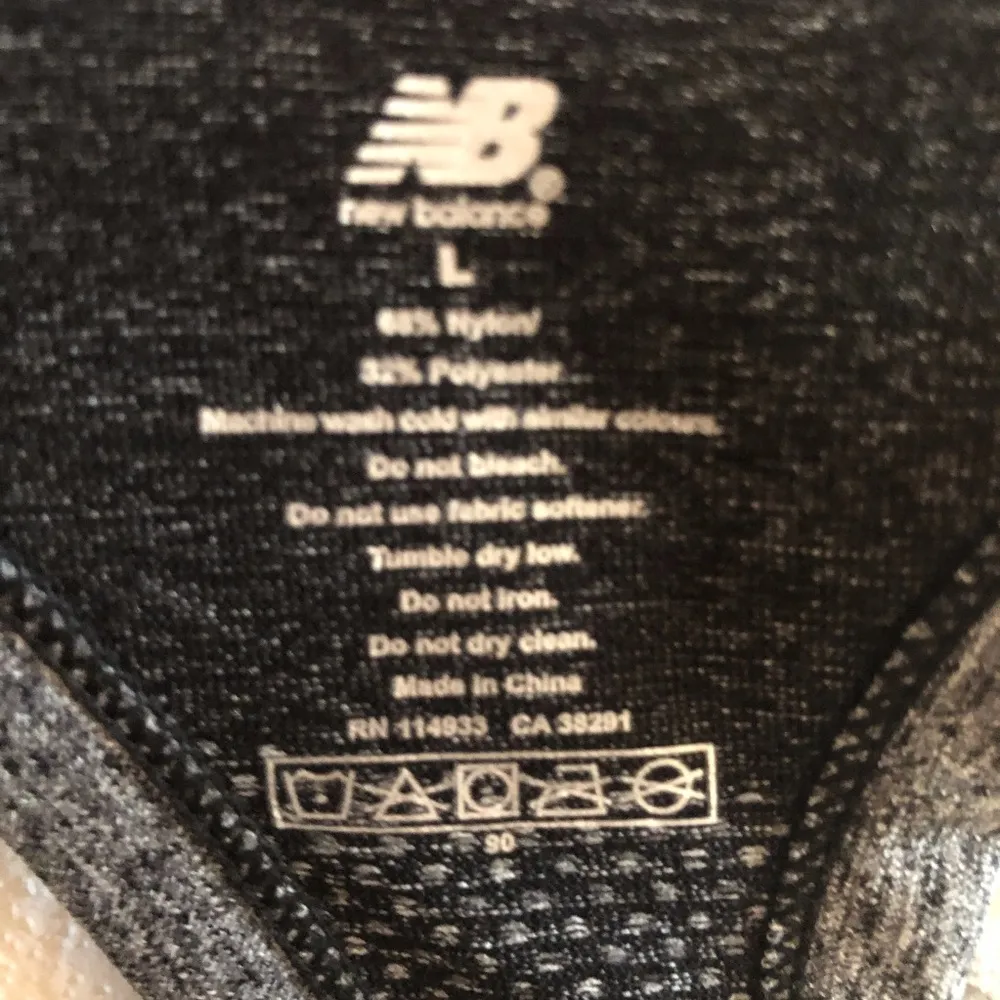 NB
new balance
L
68% Nylon/
32% Polyester
Machine wash cold with similar colours.
Do not bleach.
Do not use fabric softener.
Tumble dry low.
Do not iron.
Do not dry clean.
Made in China
RN 114933 CA 38291
90